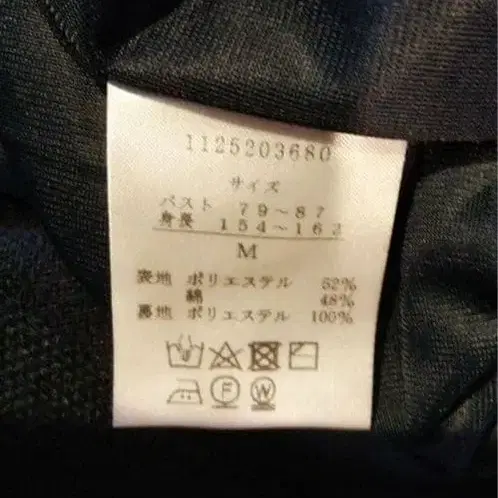 1125203680
サイズ
バスト 79~87
身長 154~162
M
表地 ポリエステル 52%
綿 48%
裏地 ポリエステル 100%
F W